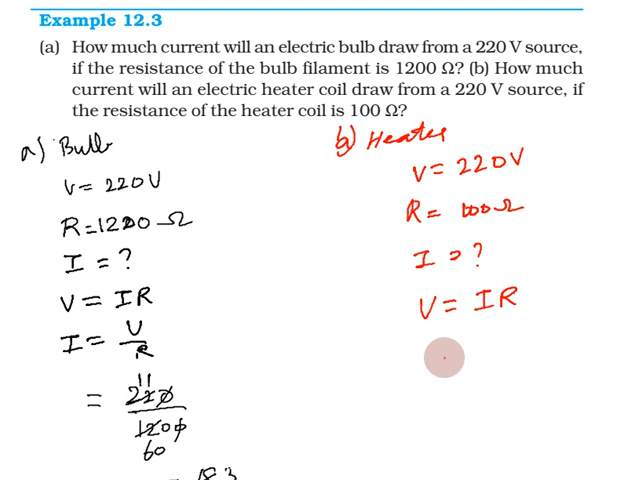 Example 12.3
(a) How much current will an electric bulb draw from a 220 V source,
if the resistance of the bulb filament is 1200 Ω? (b) How much
current will an electric heater coil draw from a 220 V source, if
the resistance of the heater coil is 100 Ω?
a) Bulb
V = 220V
R = 1200 Ω
I = ?
V = IR
I = V/R
= 220/1200
11
60
b) Heater
V = 220V
R = 100Ω
I = ?
V = IR